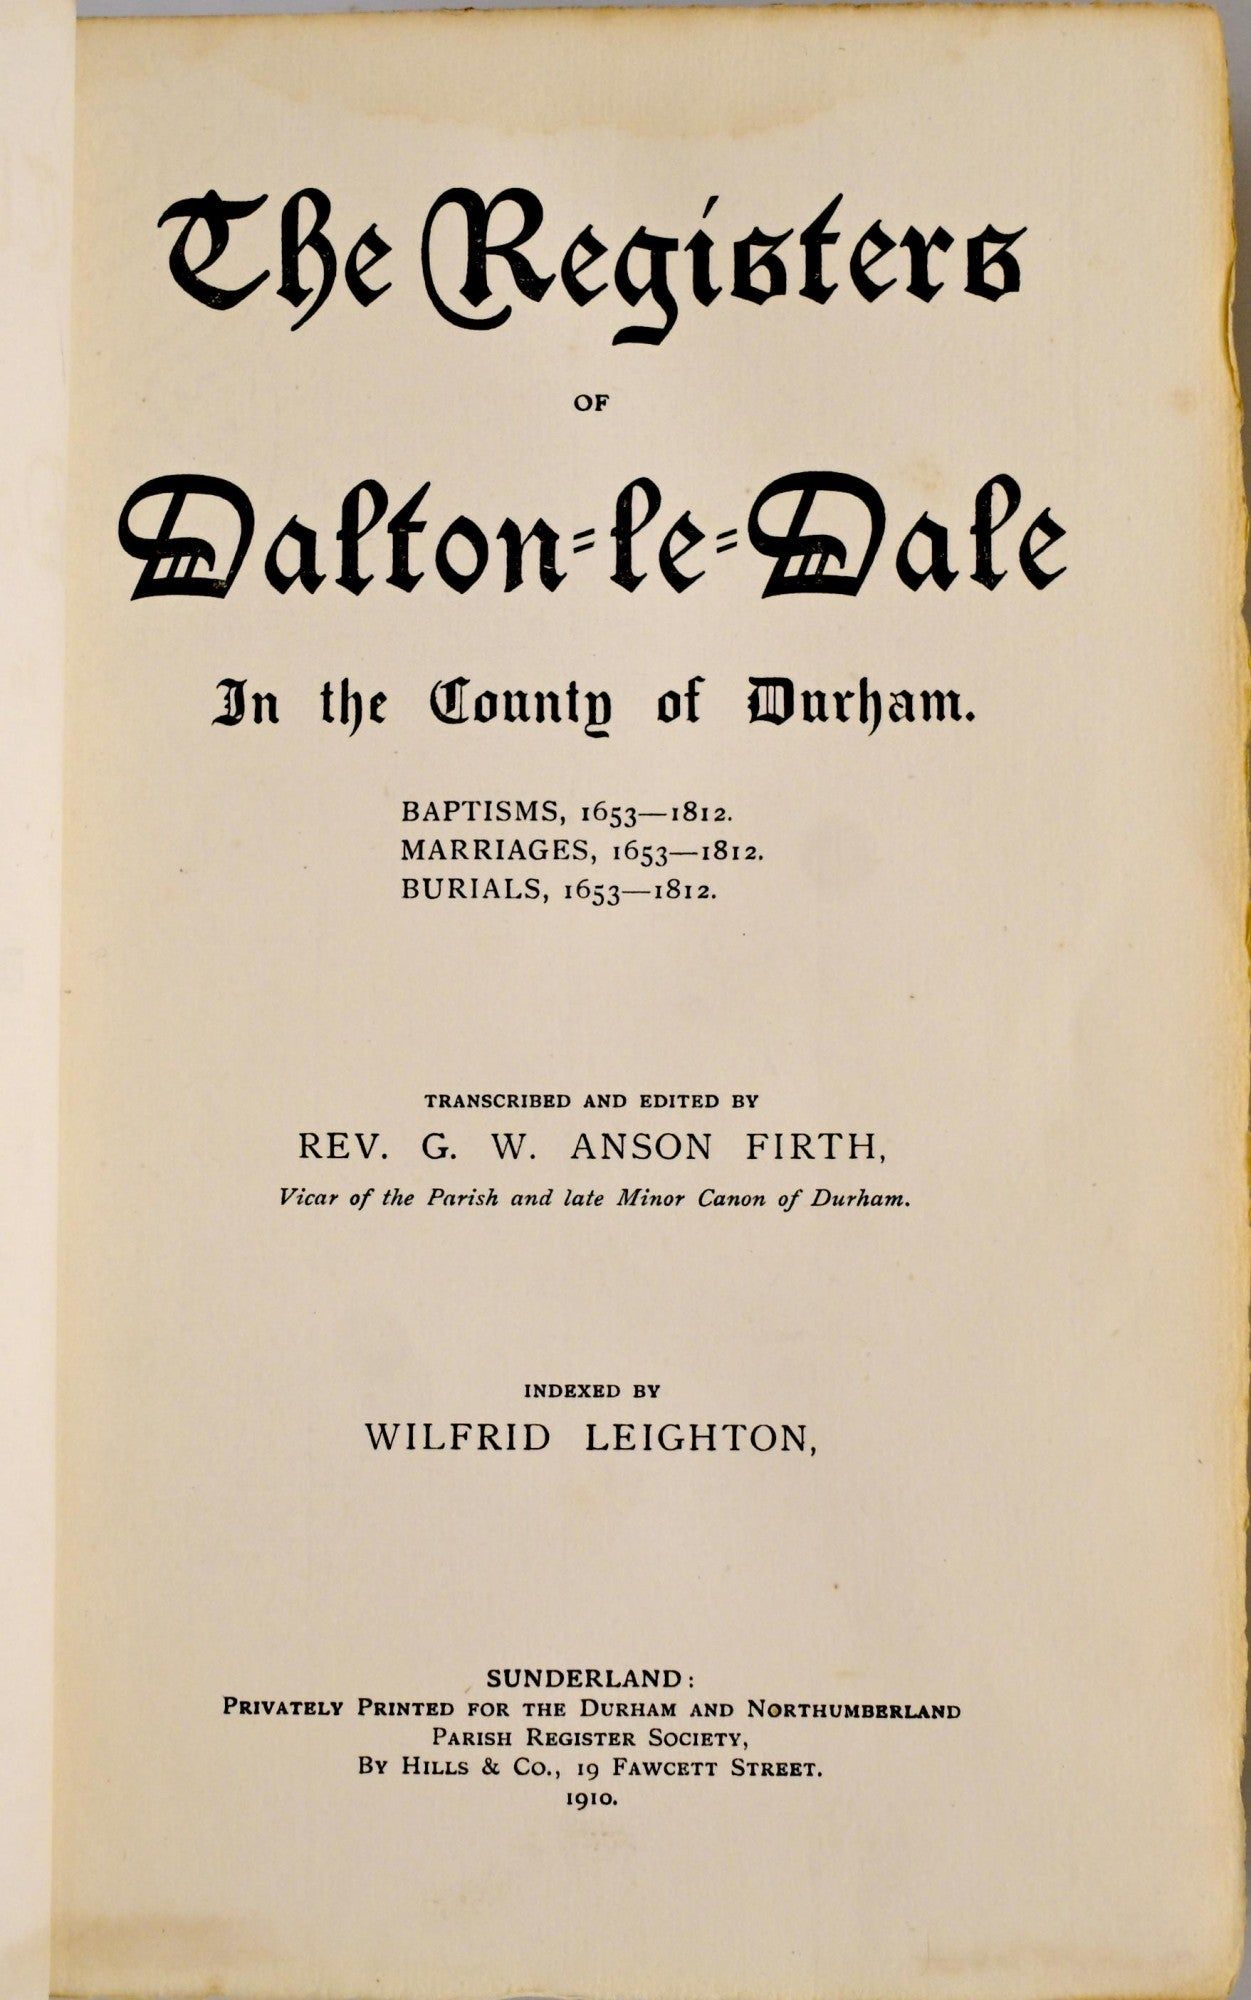 The Registers
OF
Dalton=le=Dale
In the County of Durham.
BAPTISMS, 1653—1812.
MARRIAGES, 1653—1812.
BURIALS, 1653—1812.
TRANSCRIBED AND EDITED BY
REV. G. W. ANSON FIRTH,
Vicar of the Parish and late Minor Canon of Durham.
INDEXED BY
WILFRID LEIGHTON,
SUNDERLAND:
PRIVATELY PRINTED FOR THE DURHAM AND NORTHUMBERLAND
PARISH REGISTER SOCIETY,
BY HILLS & CO., 19 FAWCETT STREET.
1910.